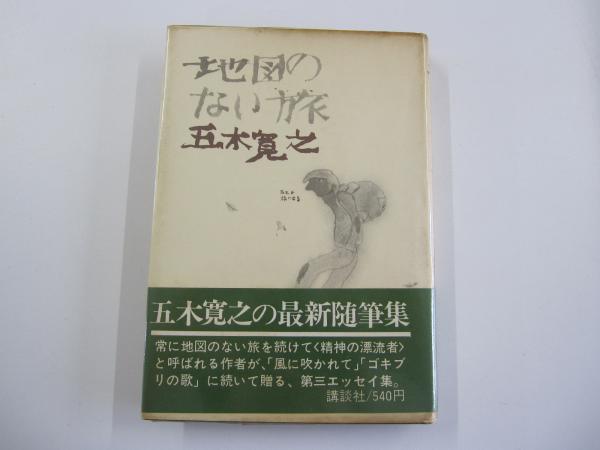 地図の
ない旅
五木寛之
五木寛之の最新随筆集
常に地図のない旅を続けて〈精神の漂流者〉
と呼ばれる作者が、「風に吹かれて」「ゴキブ
リの歌」に続いて贈る、第三エッセイ集。
講談社/540円